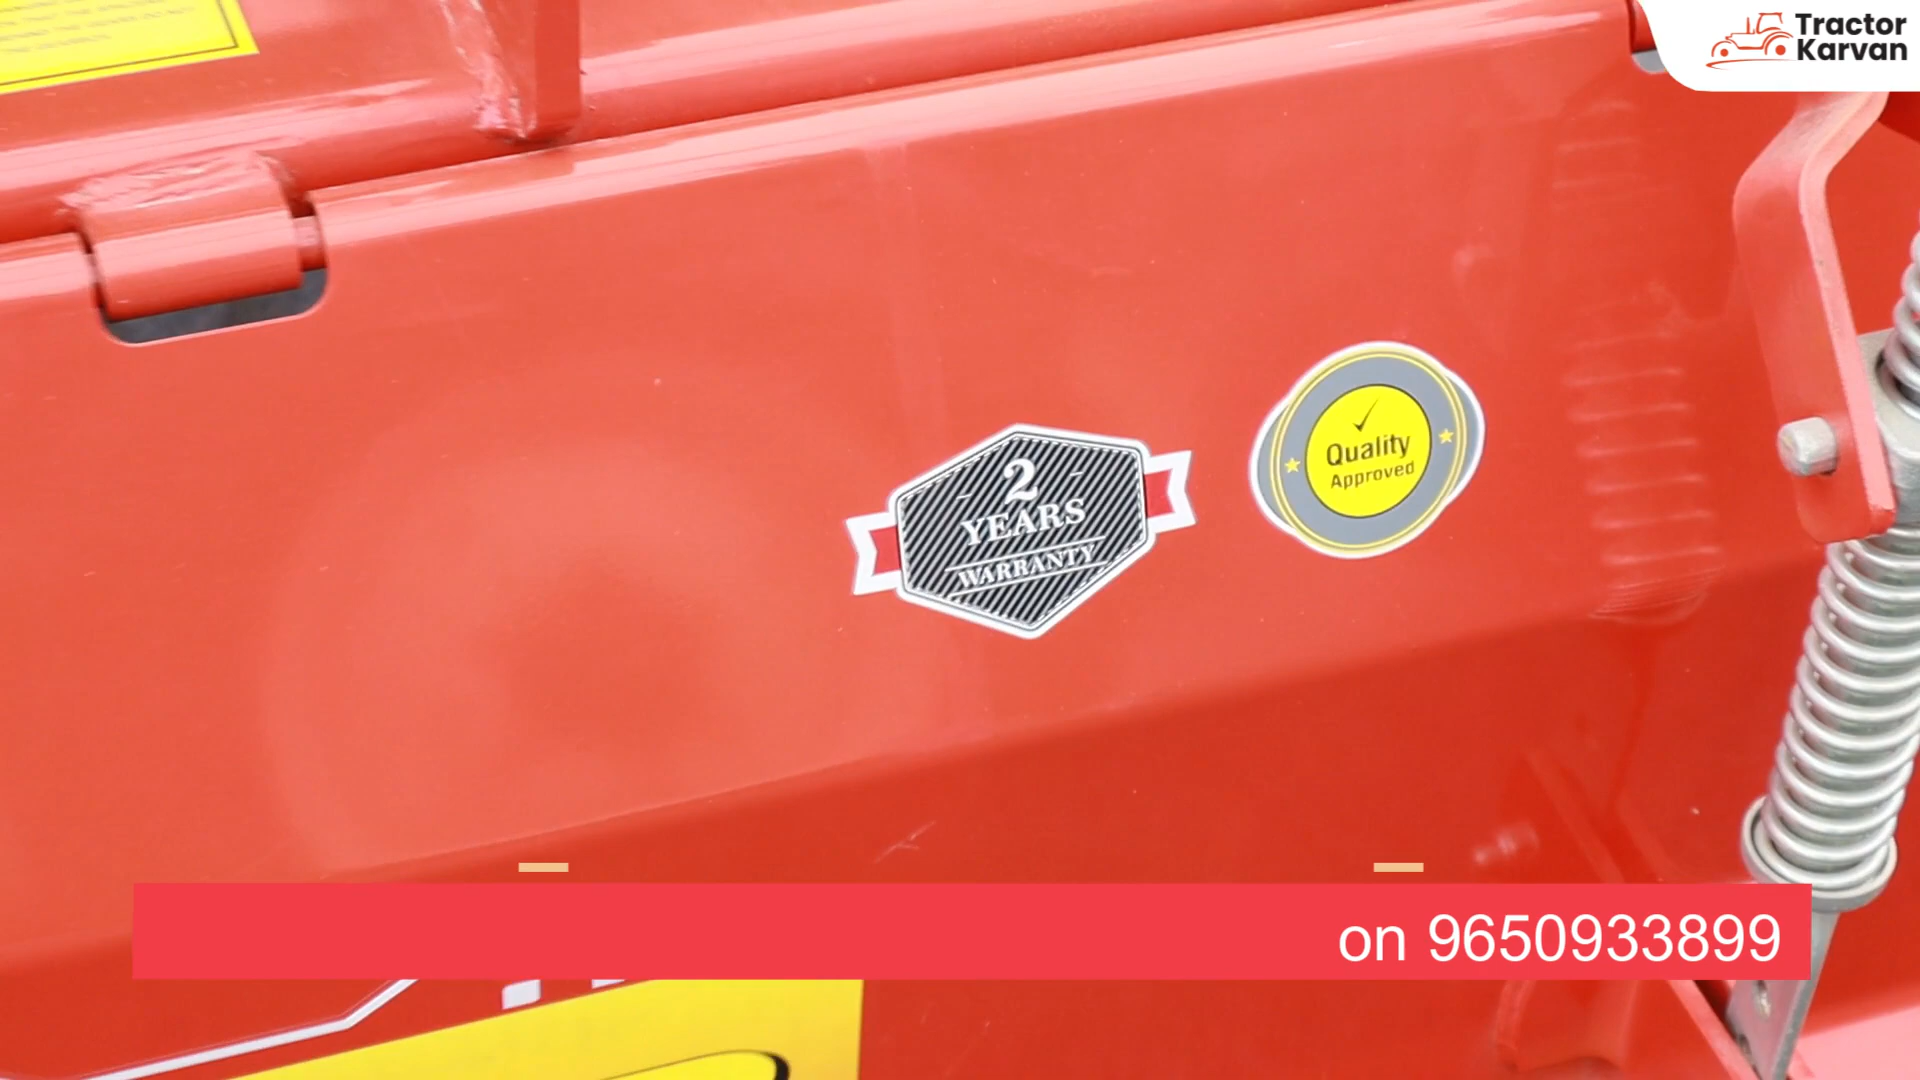 Tractor
Karvan
2
YEARS
WARRANTY
Quality
Approved
on 9650933899